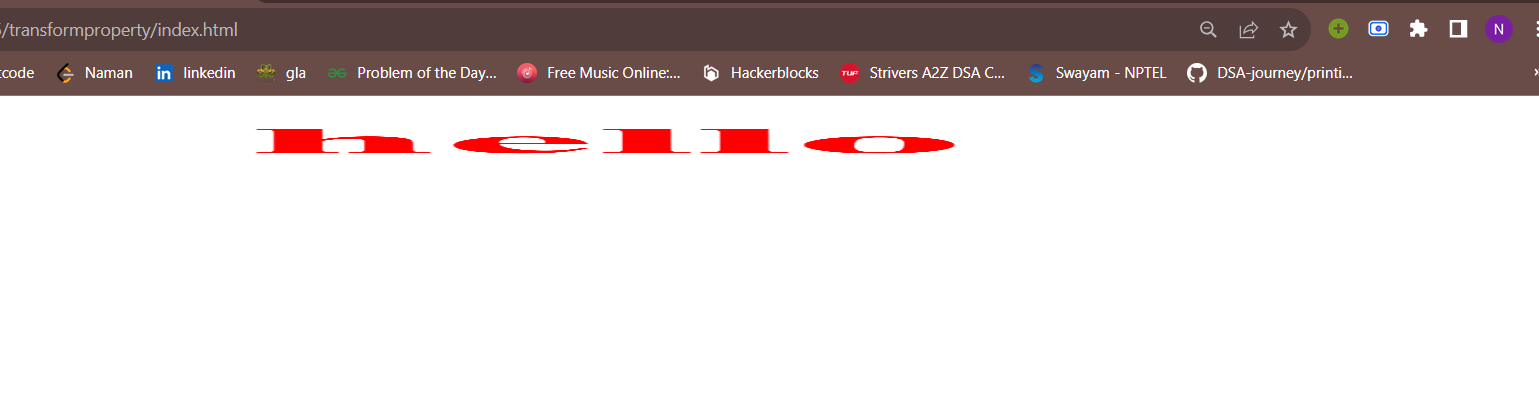 /transformproperty/index.html
N
code Naman linkedin gla Problem of the Day... Free Music Online:... TUF Strivers A2Z DSA C... Swayam - NPTEL DSA-journey/printi... »
hello